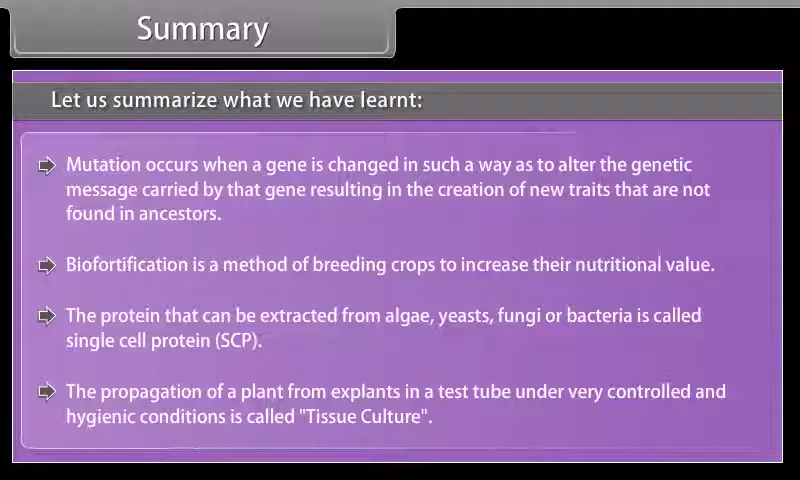 Summary
Let us summarize what we have learnt:
Mutation occurs when a gene is changed in such a way as to alter the genetic
message carried by that gene resulting in the creation of new traits that are not
found in ancestors.
Biofortification is a method of breeding crops to increase their nutritional value.
The protein that can be extracted from algae, yeasts, fungi or bacteria is called
single cell protein (SCP).
The propagation of a plant from explants in a test tube under very controlled and
hygienic conditions is called "Tissue Culture".